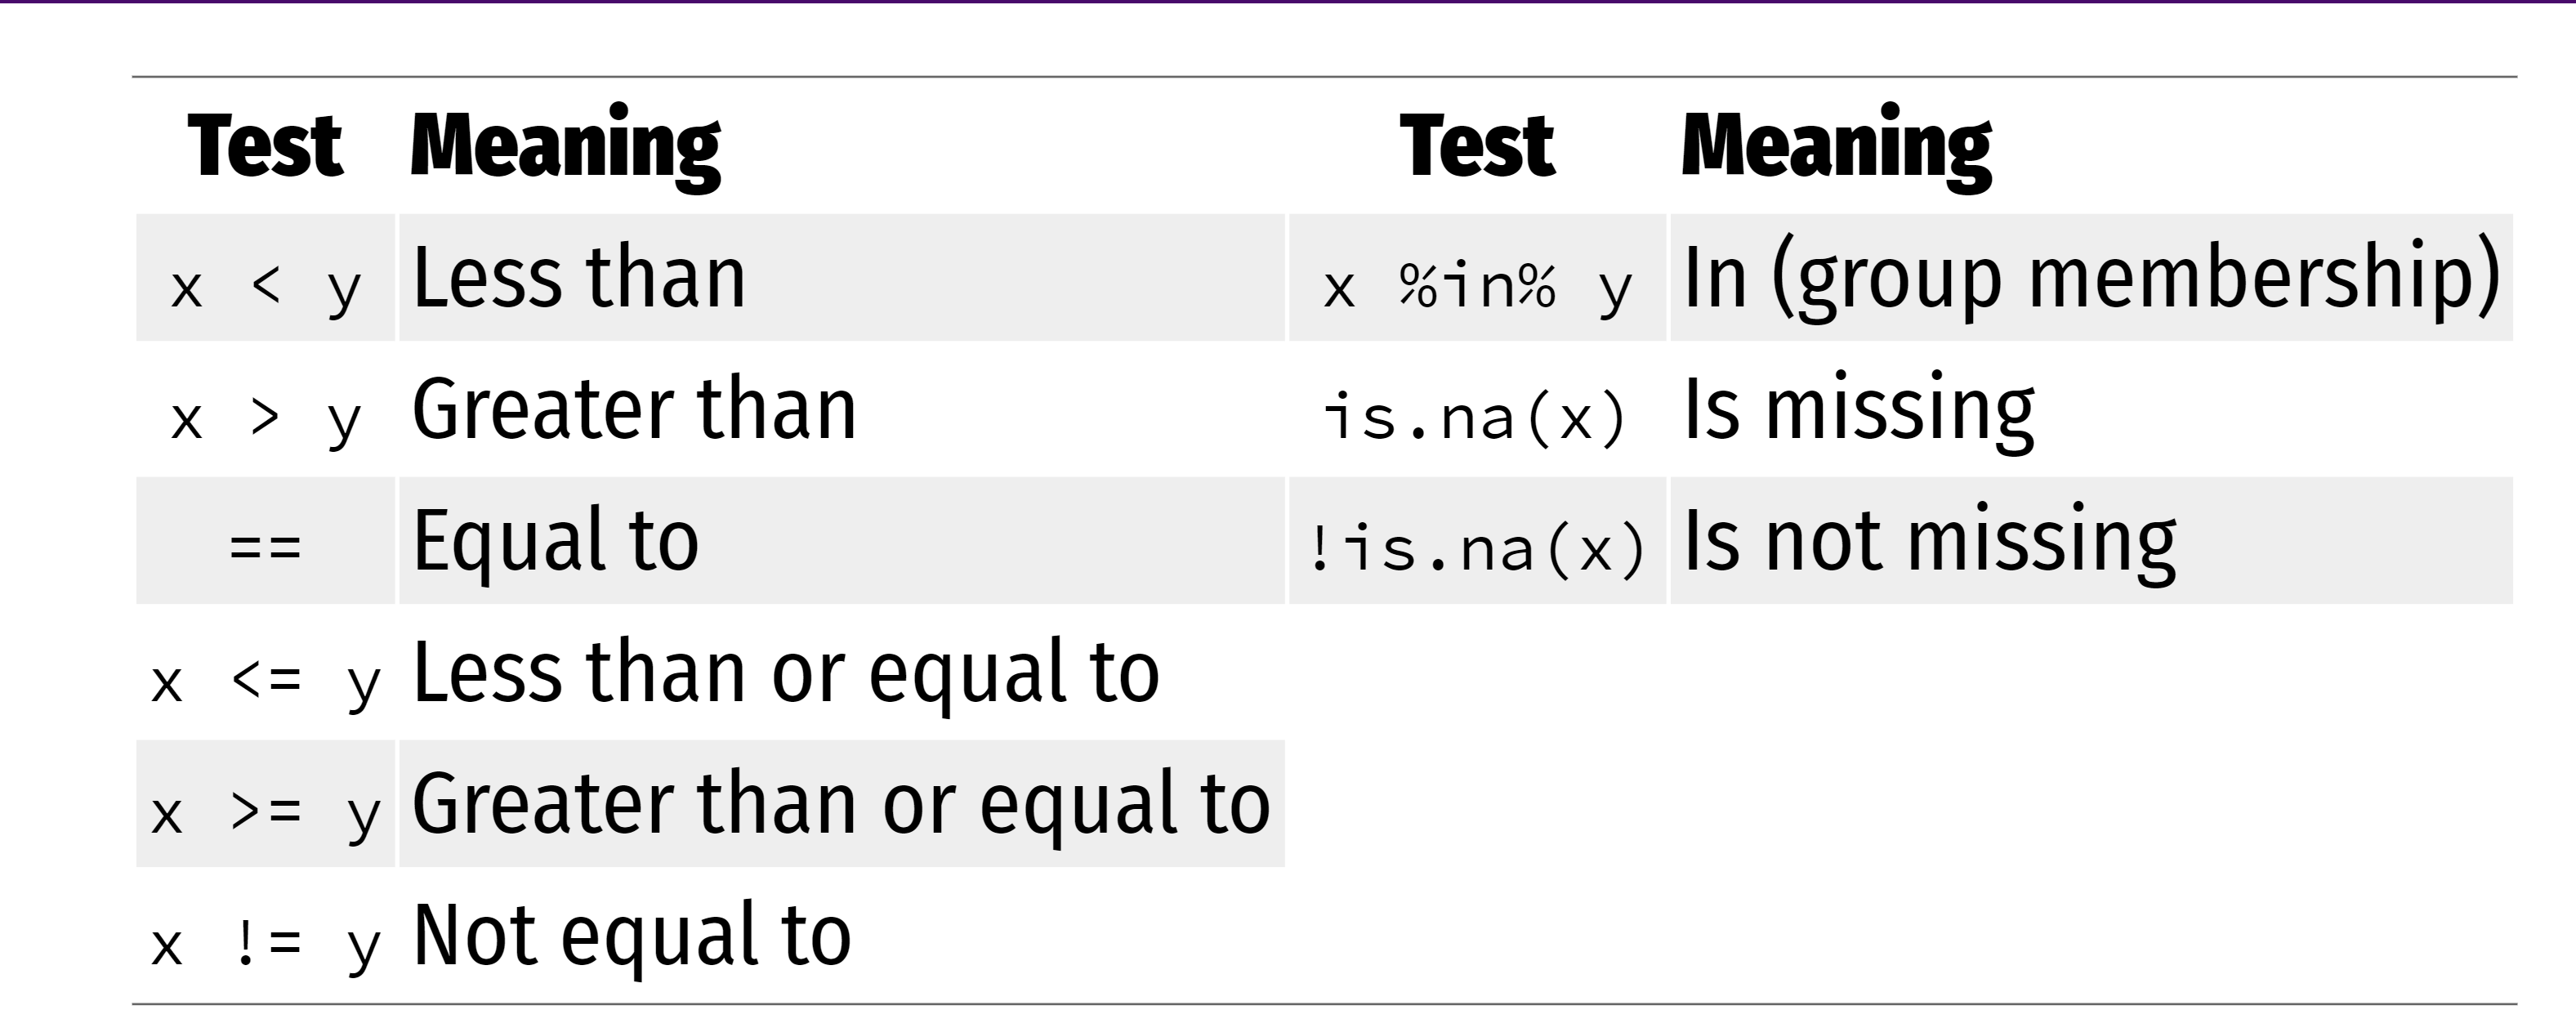 Test Meaning Test Meaning
x < y Less than x %in% y In (group membership)
x > y Greater than is.na(x) Is missing
== Equal to !is.na(x) Is not missing
x <= y Less than or equal to
x >= y Greater than or equal to
x != y Not equal to